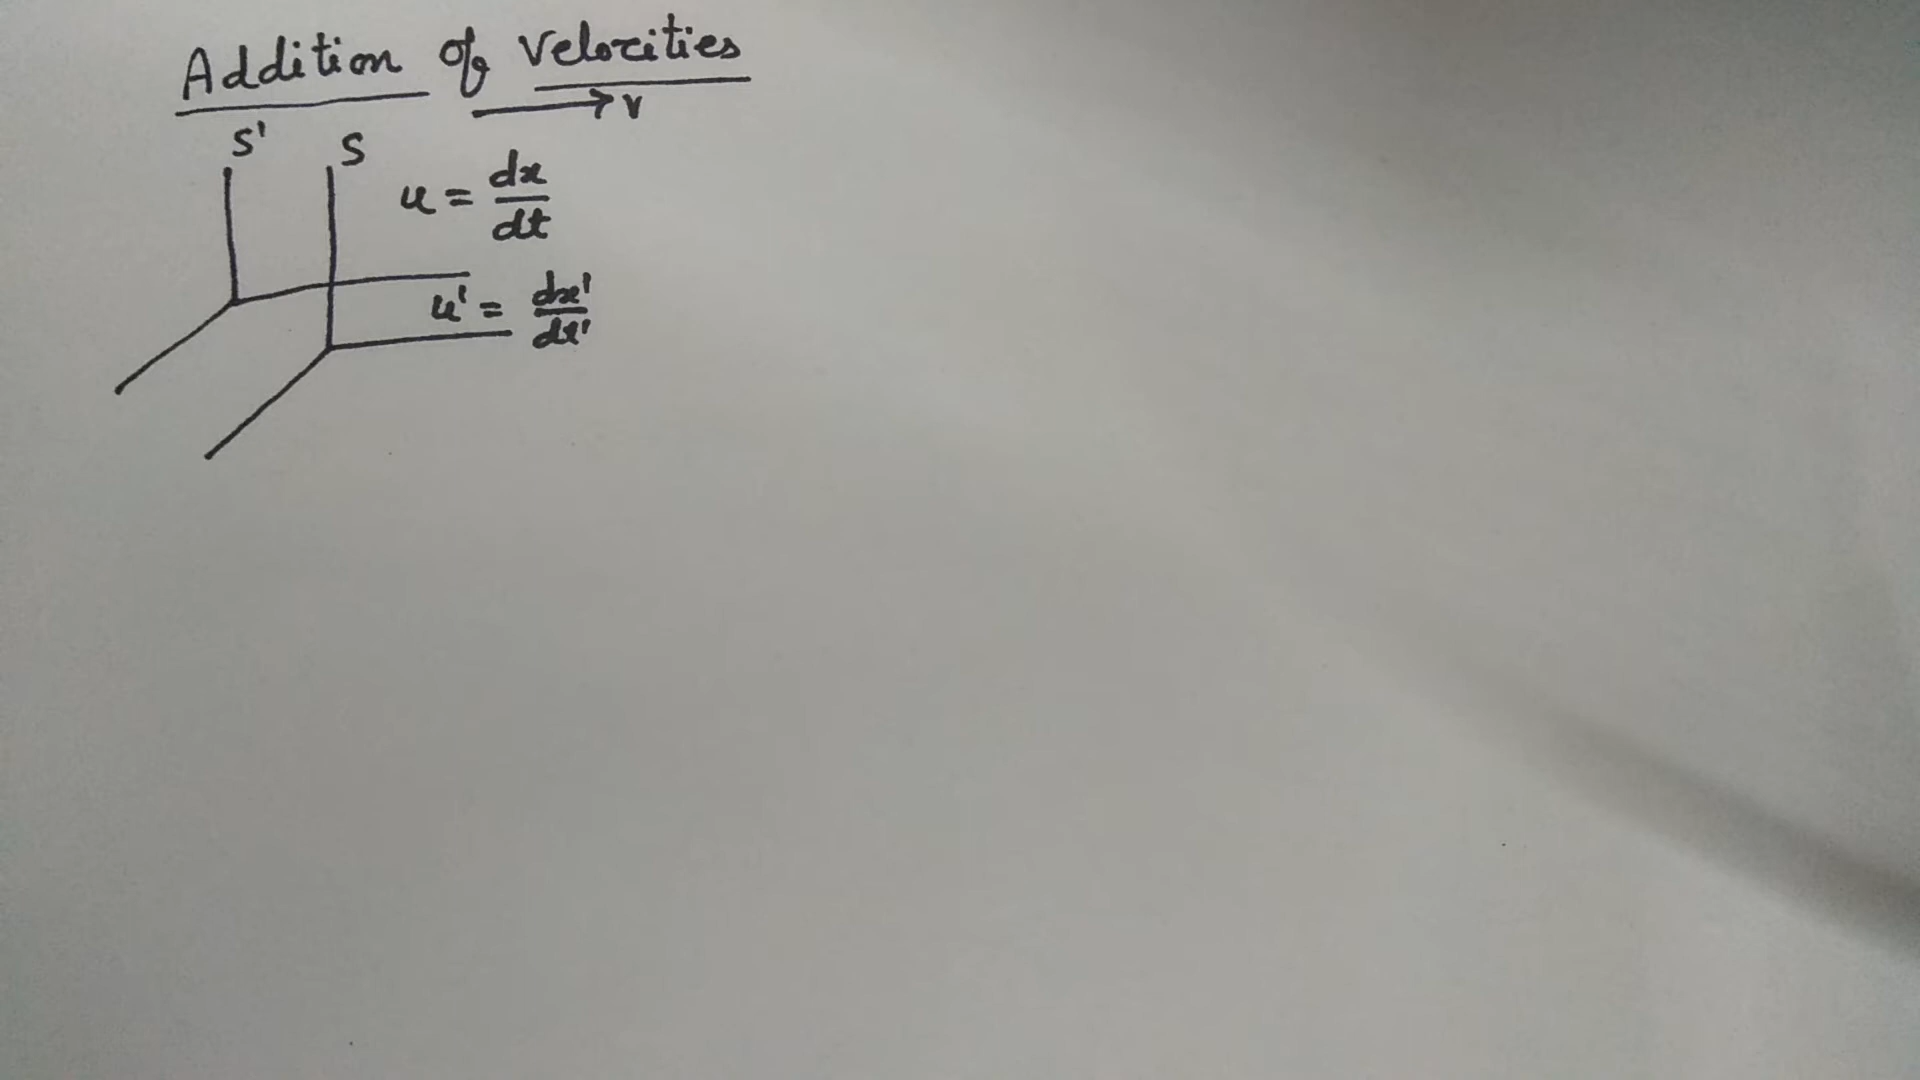 Addition of Velocities
→ v
S' S
u = dx/dt
u' = dx'/dt'